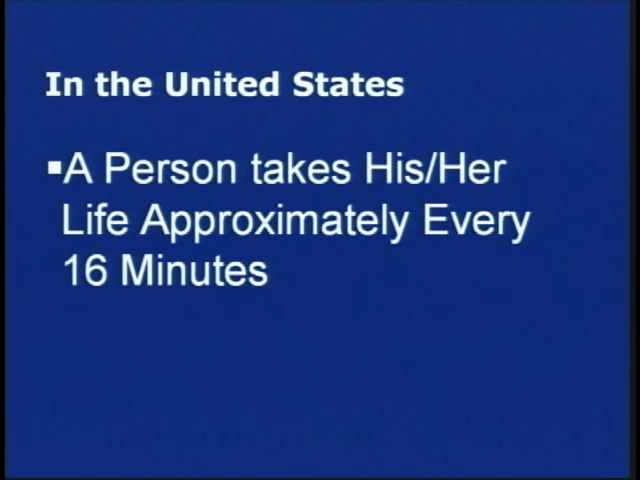 In the United States
▪A Person takes His/Her
Life Approximately Every
16 Minutes